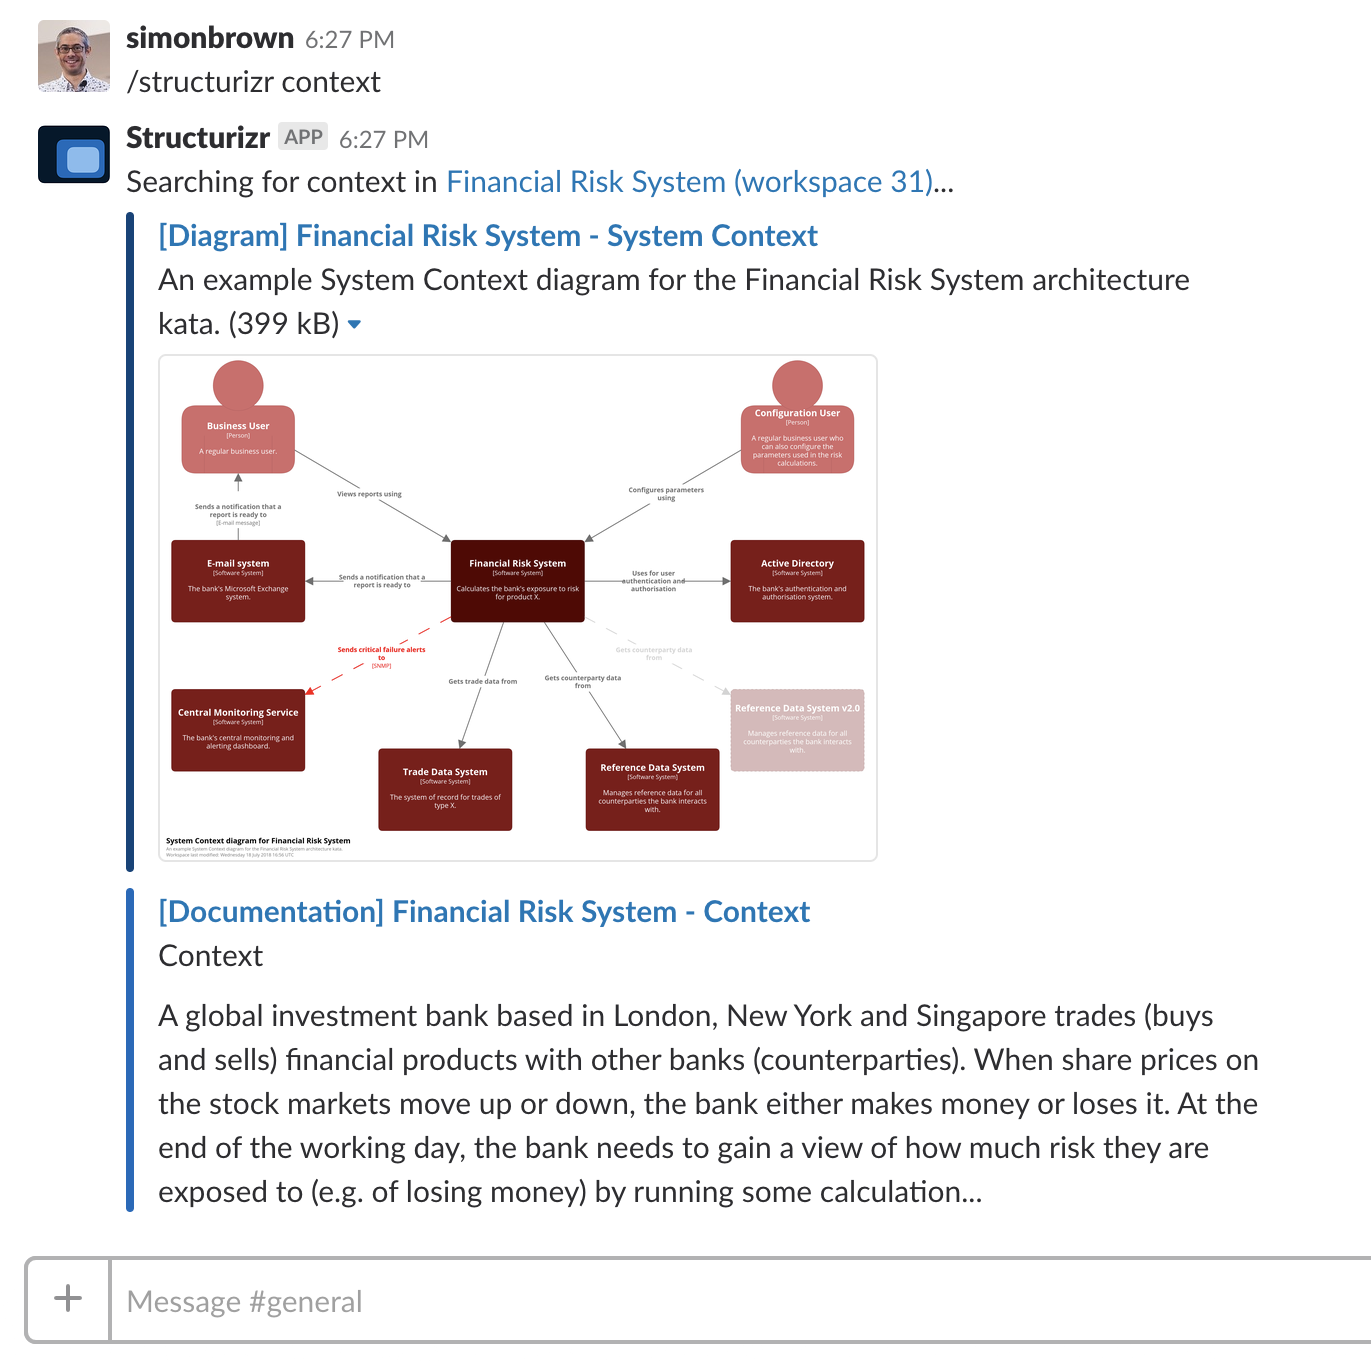 simonbrown 6:27 PM
/structurizr context
Structurizr APP 6:27 PM
Searching for context in Financial Risk System (workspace 31)...
[Diagram] Financial Risk System - System Context
An example System Context diagram for the Financial Risk System architecture
kata. (399 kB)
Business User
[Person]
A regular business user.
Configuration User
[Person]
A regular business user who
can also configure the
parameters used in the risk
calculations.
Views reports using
Configures parameters
using
Sends a notification that a
report is ready to
[E-mail message]
E-mail system
[Software System]
The bank's Microsoft Exchange
system.
Sends a notification that a
report is ready to
Financial Risk System
[Software System]
Calculates the bank's exposure to risk
for product X.
Uses for user
authentication and
authorisation
Active Directory
[Software System]
The bank's authentication and
authorisation system.
Sends critical failure alerts
to
[SNMP]
Gets trade data from
Gets counterparty data
from
Gets counterparty data
from
Central Monitoring Service
[Software System]
The bank's central monitoring and
alerting dashboard.
Trade Data System
[Software System]
The system of record for trades of
type X.
Reference Data System
[Software System]
Manages reference data for all
counterparties the bank interacts
with.
Reference Data System v2.0
[Software System]
Manages reference data for all
counterparties the bank interacts
with.
System Context diagram for Financial Risk System
An example System Context diagram for the Financial Risk System architecture kata.
Workspace last modified: Wednesday 18 July 2018 16:56 UTC
[Documentation] Financial Risk System - Context
Context
A global investment bank based in London, New York and Singapore trades (buys
and sells) financial products with other banks (counterparties). When share prices on
the stock markets move up or down, the bank either makes money or loses it. At the
end of the working day, the bank needs to gain a view of how much risk they are
exposed to (e.g. of losing money) by running some calculation...
Message #general